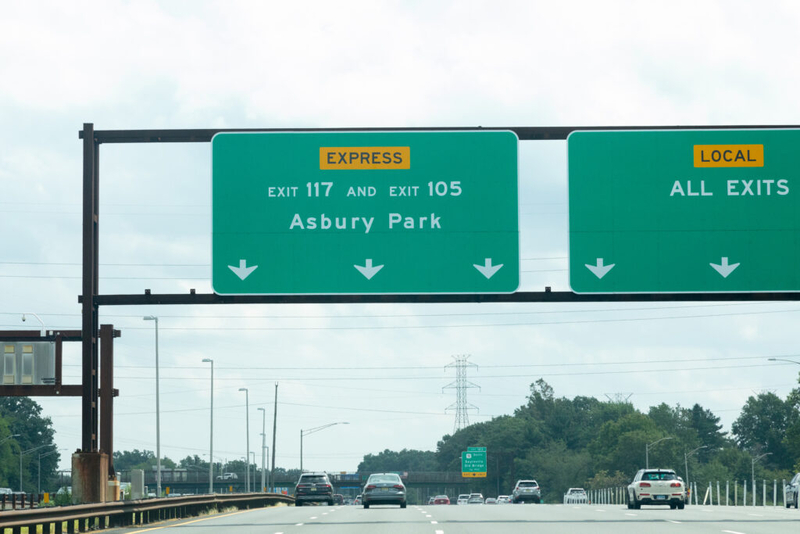 EXPRESS
EXIT 117 AND EXIT 105
Asbury Park
LOCAL
ALL EXITS